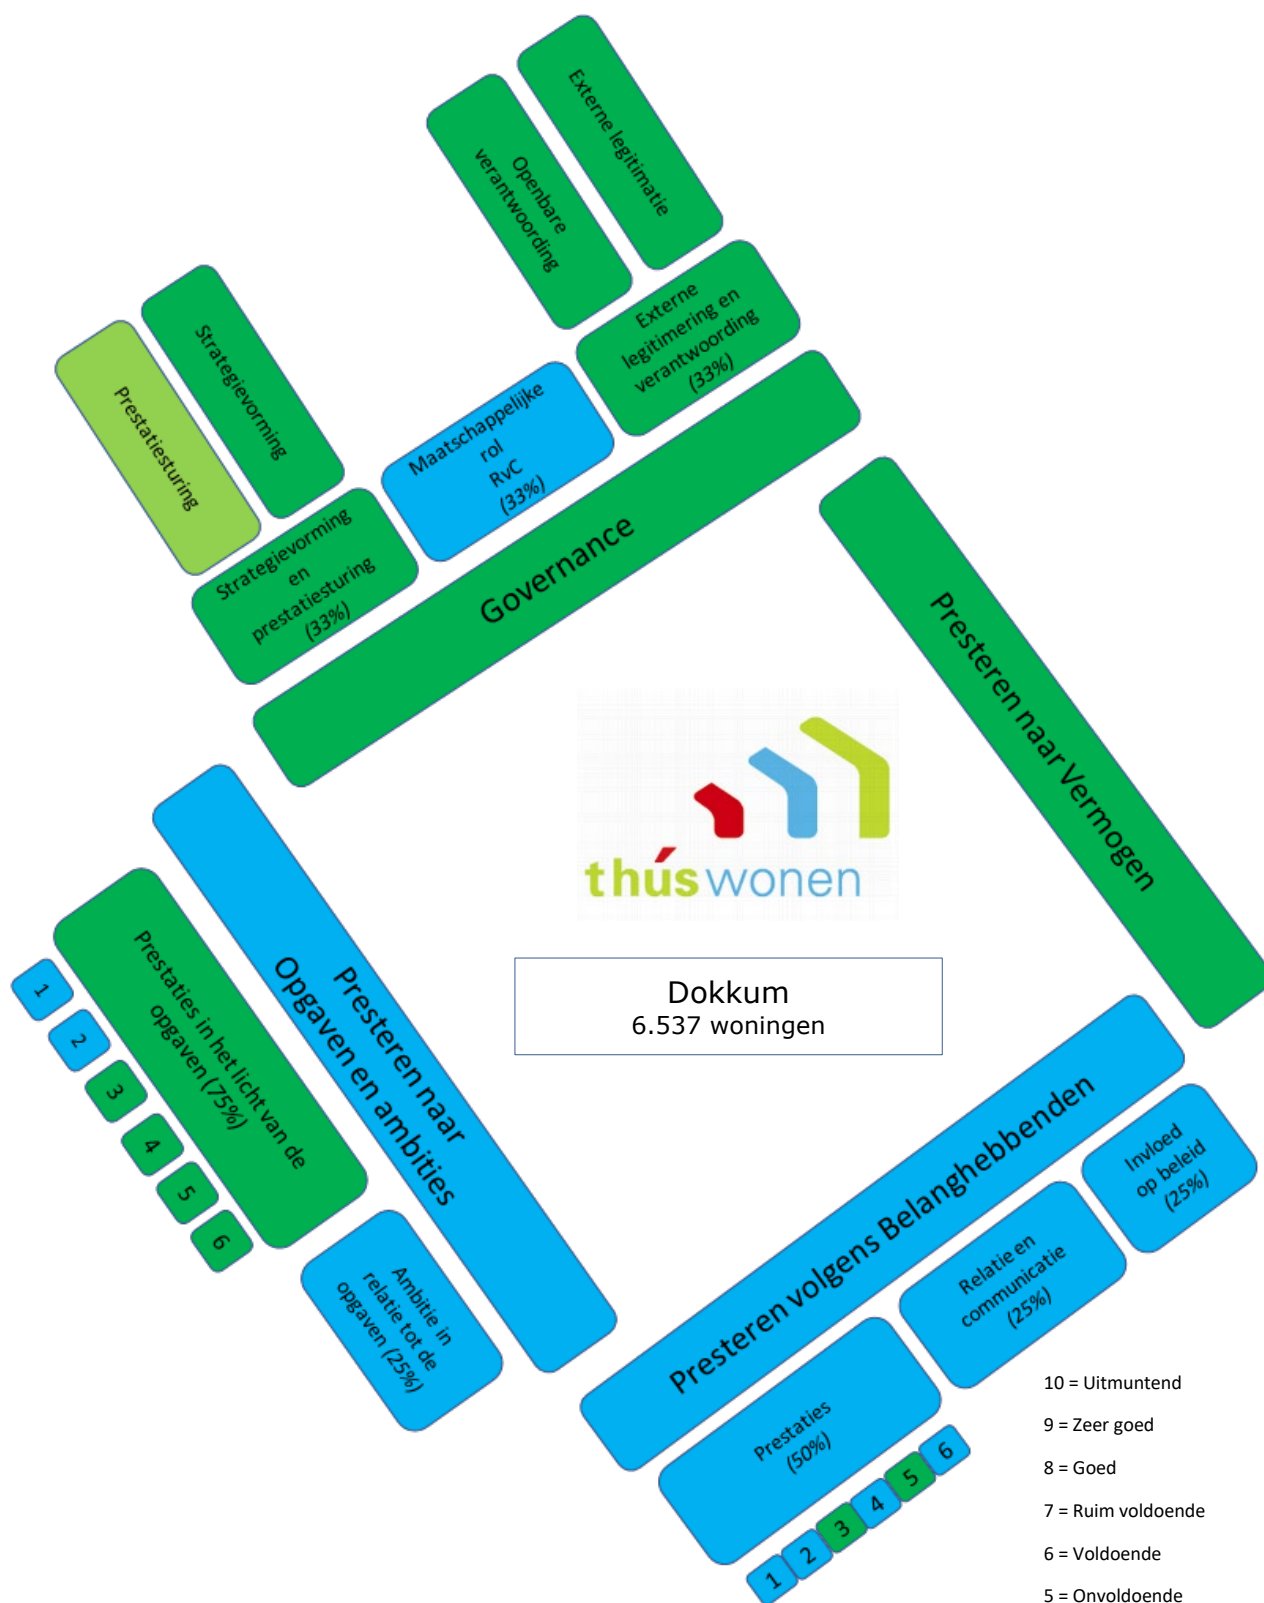 Externe legitimatie
Openbare
verantwoording
Externe
legitimering en
verantwoording
(33%)
Strategievorming
Prestatiesturing
Maatschappelijke
rol
RvC
(33%)
Strategievorming
en
prestatiesturing
(33%)
Governance
Presteren naar Vermogen
thús wonen
Dokkum
6.537 woningen
Presteren naar
Opgaven en ambities
Prestaties in het licht van de
opgaven (75%)
1
2
3
4
5
6
Ambitie in
relatie tot de
opgaven (25%)
Presteren volgens Belanghebbenden
Invloed
op beleid
(25%)
Relatie en
communicatie
(25%)
Prestaties
(50%)
1
2
3
4
5
6
10 = Uitmuntend
9 = Zeer goed
8 = Goed
7 = Ruim voldoende
6 = Voldoende
5 = Onvoldoende